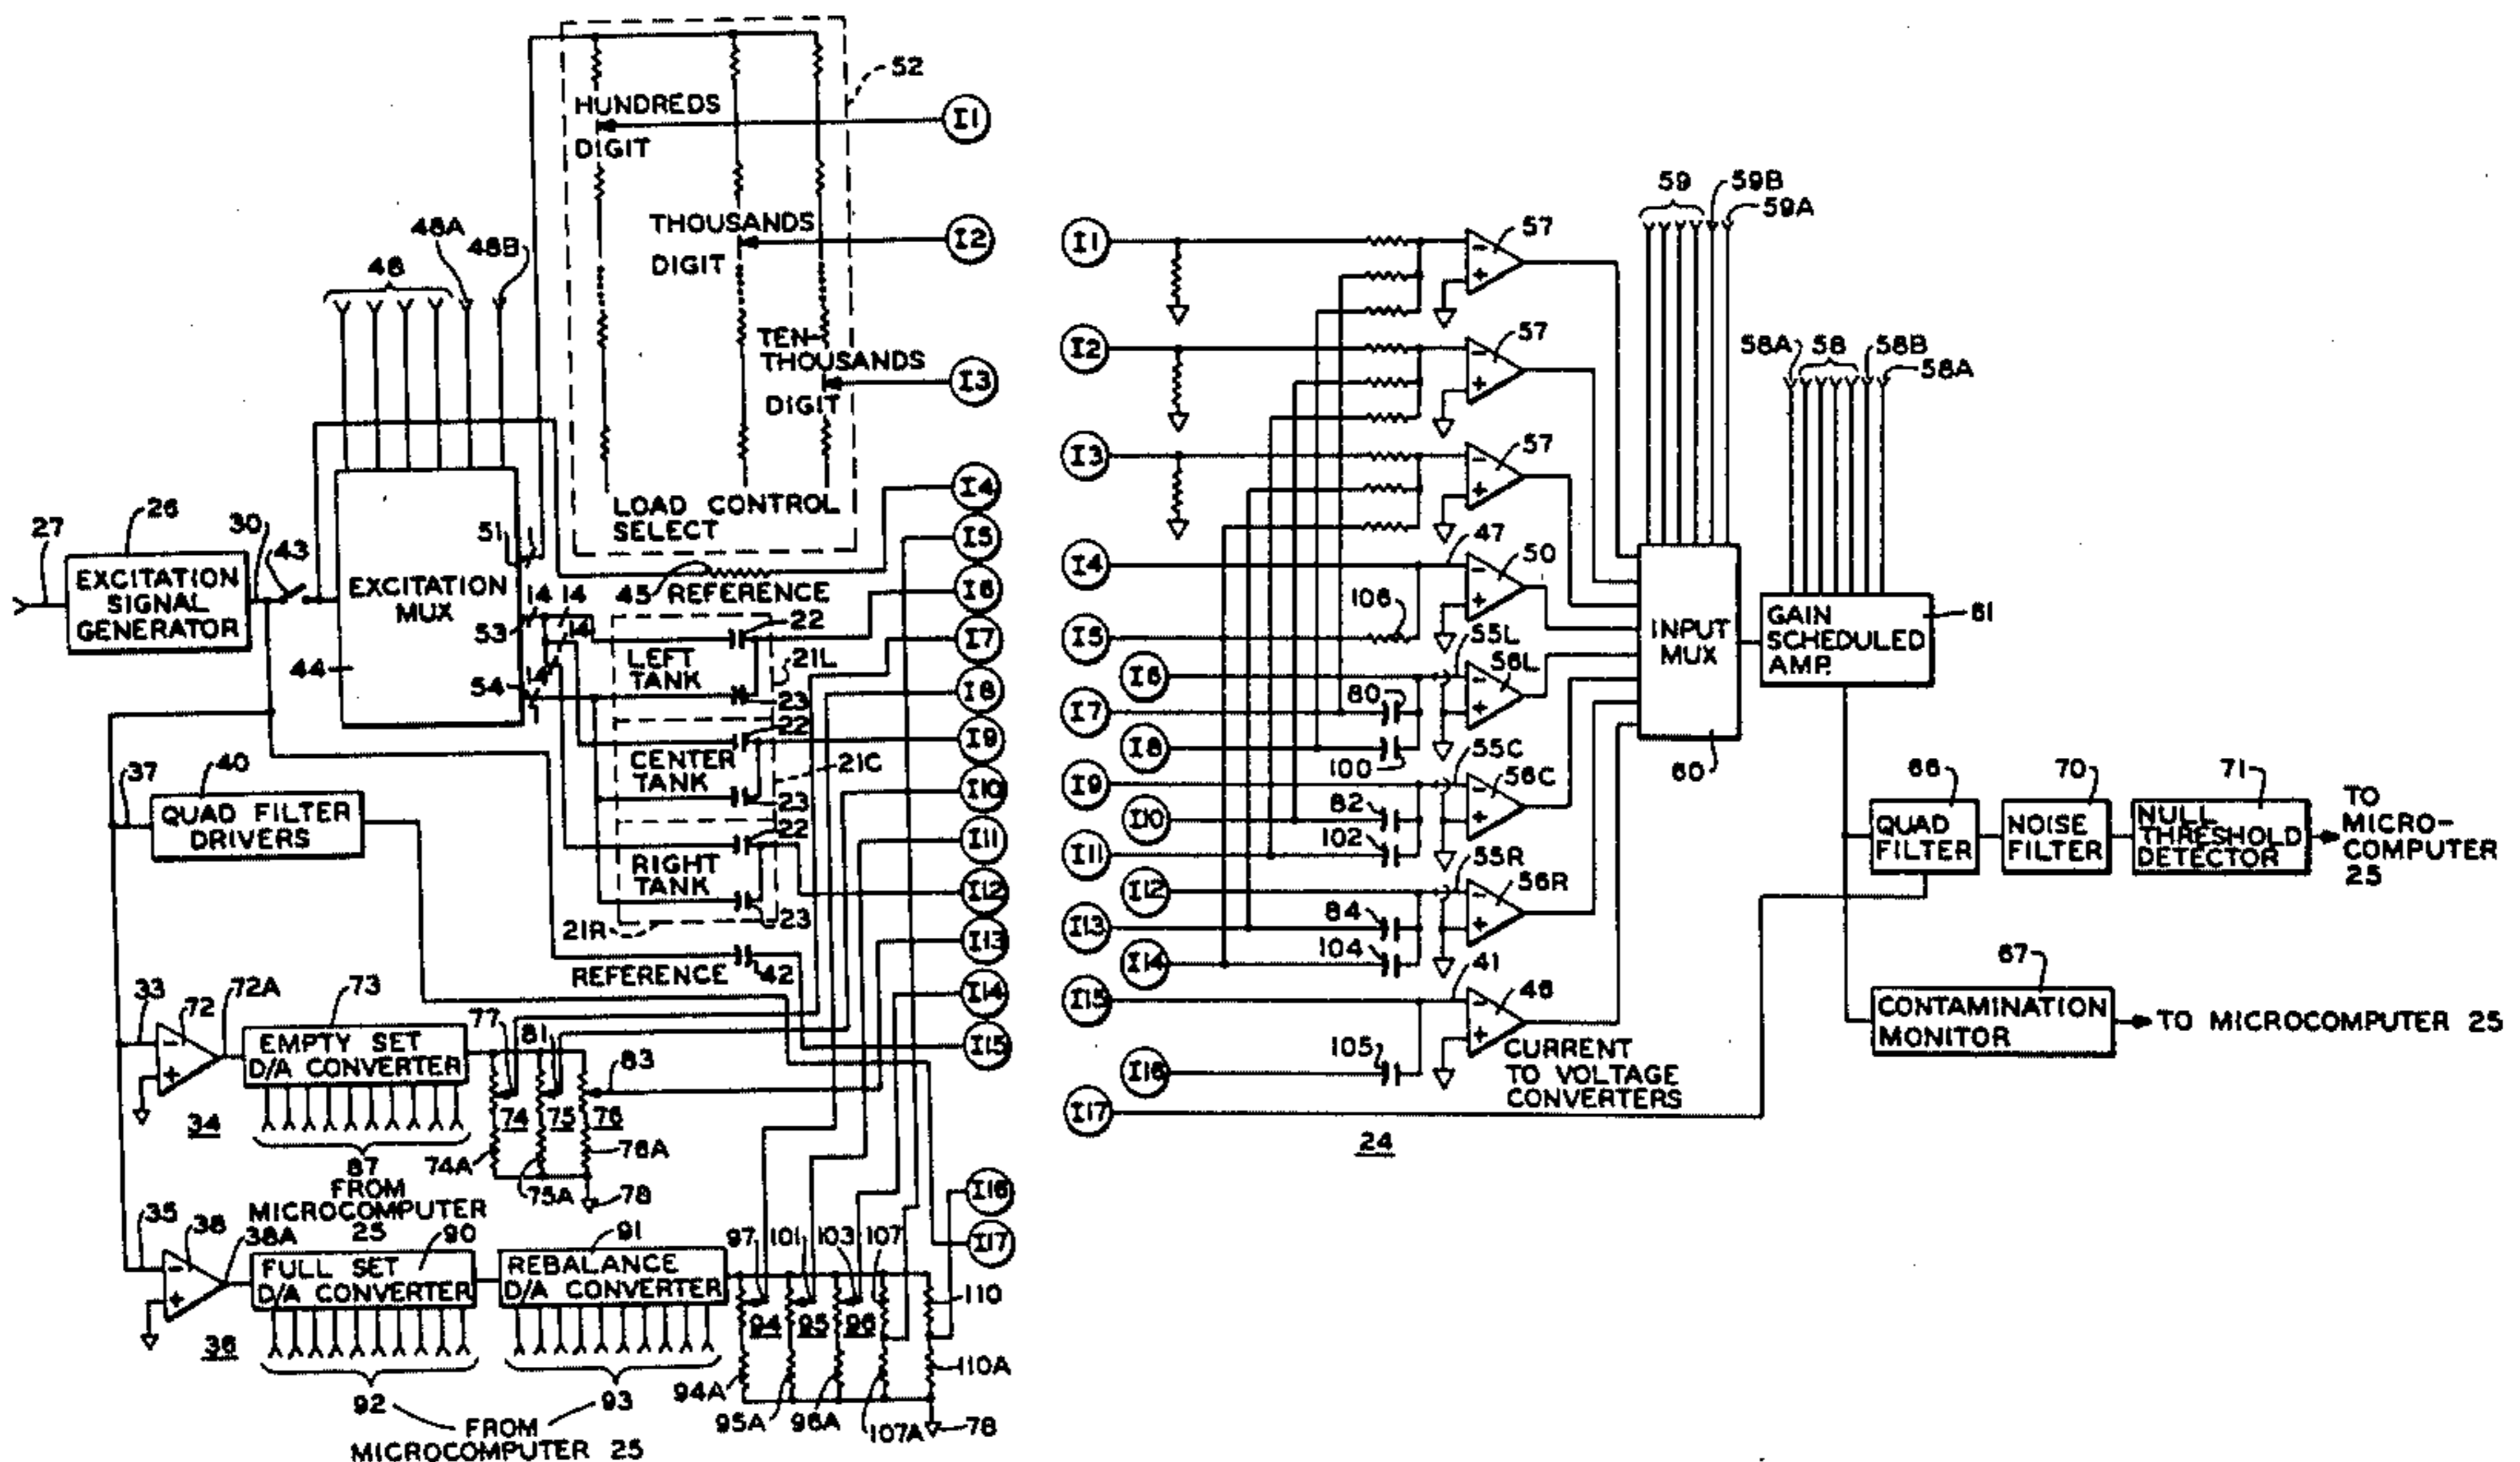 52
HUNDREDS
DIGIT
I1
THOUSANDS
DIGIT
I2
TEN-
THOUSANDS
DIGIT
I3
LOAD CONTROL
SELECT
48
48A
48B
27
26
EXCITATION
SIGNAL
GENERATOR
30
43
EXCITATION
MUX
44
51
53
54
14
14
14
14
45
REFERENCE
I4
I5
I6
I7
I8
I9
I10
I11
I12
I13
I14
I15
I16
I17
22
LEFT
TANK
21L
23
22
CENTER
TANK
21C
23
22
RIGHT
TANK
21R
23
REFERENCE
42
37
40
QUAD FILTER
DRIVERS
33
72
72A
73
EMPTY SET
D/A CONVERTER
34
87
FROM
MICROCOMPUTER
25
77
81
83
74
75
76
74A
75A
76A
78
35
38
38A
90
FULL SET
D/A CONVERTER
91
REBALANCE
D/A CONVERTER
36
92
93
FROM
MICROCOMPUTER 25
97
101
103
107
94
95
96
110
94A
95A
96A
107A
110A
78
I1
57
I2
57
I3
57
I4
47
50
I5
106
I6
55L
56L
I7
80
I8
100
I9
55C
56C
I10
82
I11
102
I12
55R
56R
I13
84
I14
104
I15
41
46
I16
105
I17
CURRENT
TO VOLTAGE
CONVERTERS
24
59
59B
59A
INPUT
MUX
60
58A
58
58B
58A
GAIN
SCHEDULED
AMP.
61
66
QUAD
FILTER
70
NOISE
FILTER
71
NULL
THRESHOLD
DETECTOR
TO
MICRO-
COMPUTER
25
67
CONTAMINATION
MONITOR
TO MICROCOMPUTER 25